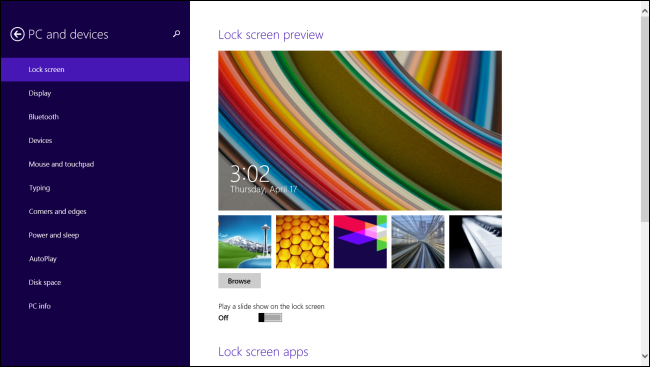 PC and devices
Lock screen
Display
Bluetooth
Devices
Mouse and touchpad
Typing
Corners and edges
Power and sleep
AutoPlay
Disk space
PC info
Lock screen preview
3:02
Thursday, April 17
Browse
Play a slide show on the lock screen
Off
Lock screen apps